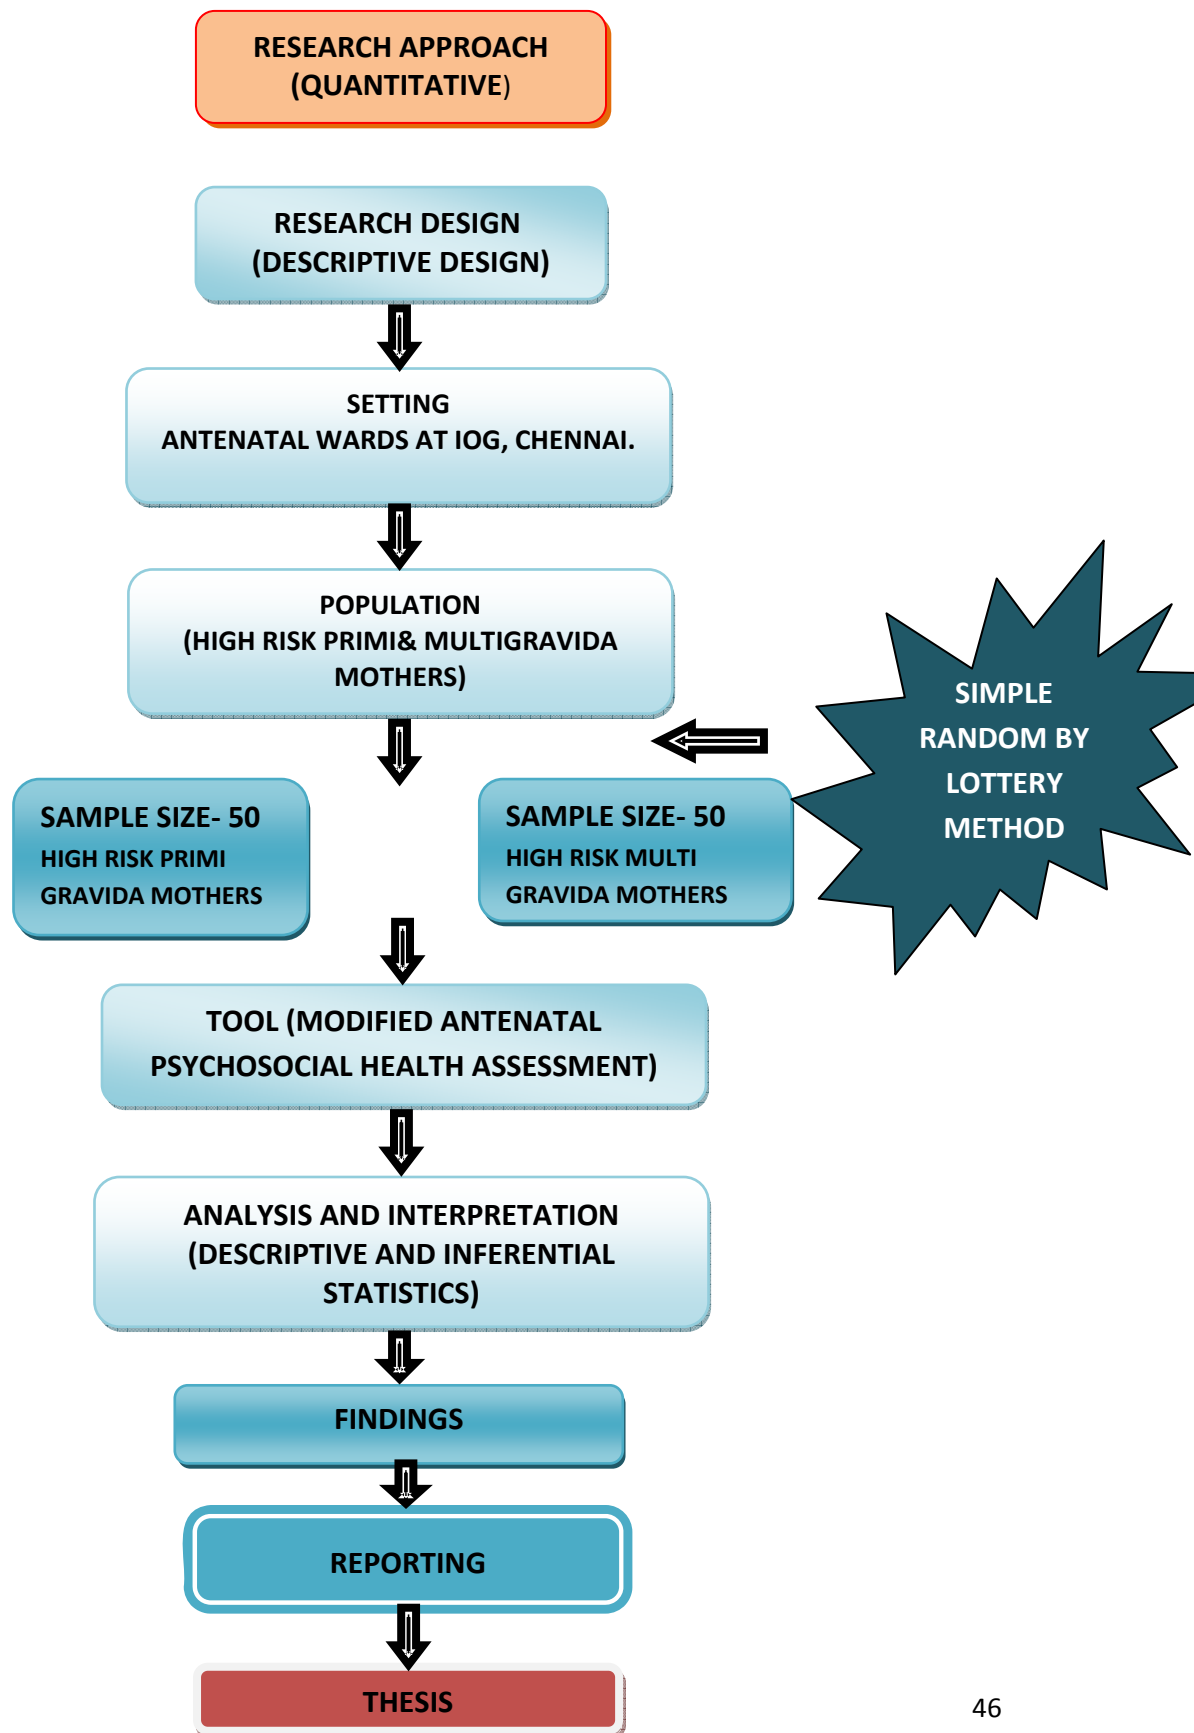 RESEARCH APPROACH
(QUANTITATIVE)
RESEARCH DESIGN
(DESCRIPTIVE DESIGN)
SETTING
ANTENATAL WARDS AT IOG, CHENNAI.
POPULATION
(HIGH RISK PRIMI& MULTIGRAVIDA
MOTHERS)
SIMPLE
RANDOM BY
LOTTERY
METHOD
SAMPLE SIZE- 50
HIGH RISK PRIMI
GRAVIDA MOTHERS
SAMPLE SIZE- 50
HIGH RISK MULTI
GRAVIDA MOTHERS
TOOL (MODIFIED ANTENATAL
PSYCHOSOCIAL HEALTH ASSESSMENT)
ANALYSIS AND INTERPRETATION
(DESCRIPTIVE AND INFERENTIAL
STATISTICS)
FINDINGS
REPORTING
THESIS
46